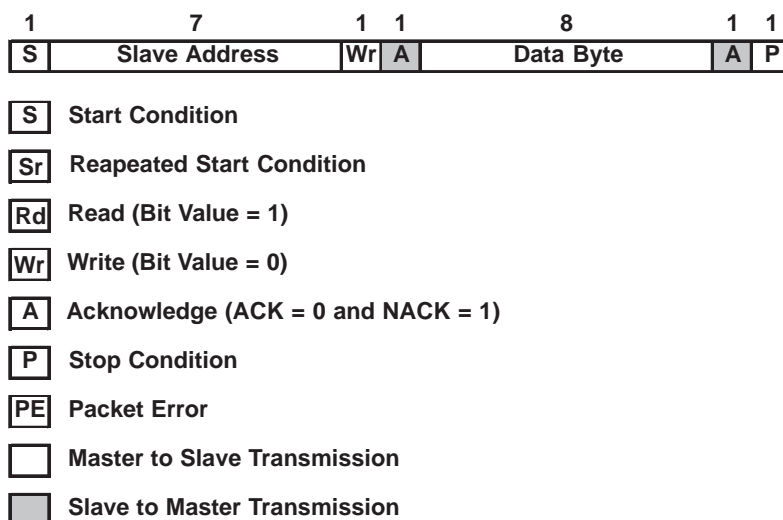 1 7 1 1 8 1 1
S Slave Address Wr A Data Byte A P
S Start Condition
Sr Reapeated Start Condition
Rd Read (Bit Value = 1)
Wr Write (Bit Value = 0)
A Acknowledge (ACK = 0 and NACK = 1)
P Stop Condition
PE Packet Error
Master to Slave Transmission
Slave to Master Transmission